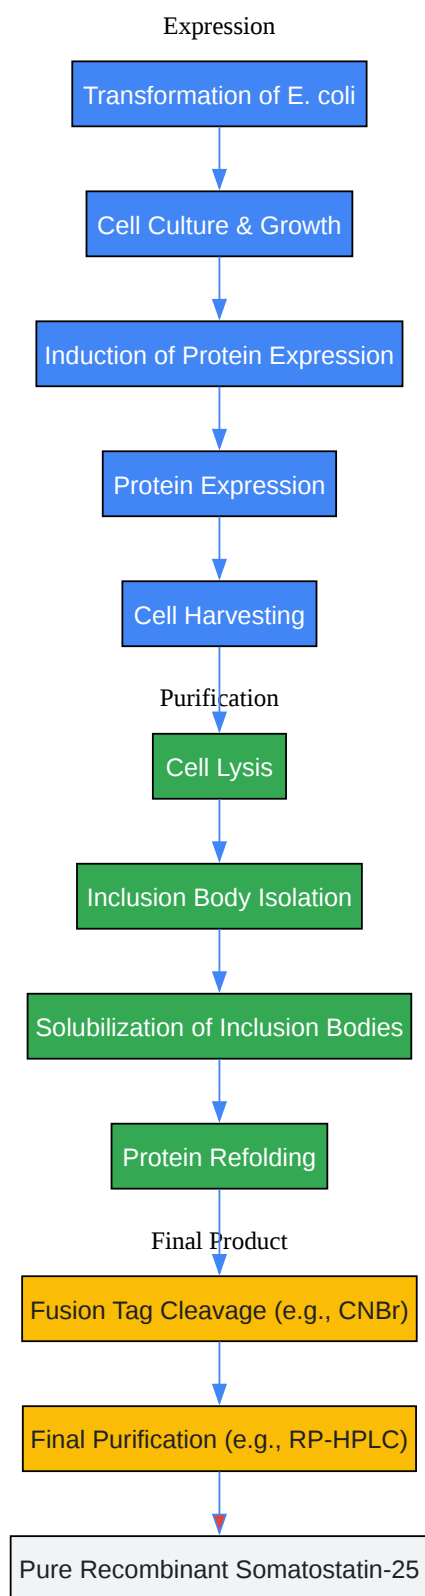 Expression
Transformation of E. coli
Cell Culture & Growth
Induction of Protein Expression
Protein Expression
Cell Harvesting
Purification
Cell Lysis
Inclusion Body Isolation
Solubilization of Inclusion Bodies
Protein Refolding
Final Product
Fusion Tag Cleavage (e.g., CNBr)
Final Purification (e.g., RP-HPLC)
Pure Recombinant Somatostatin-25